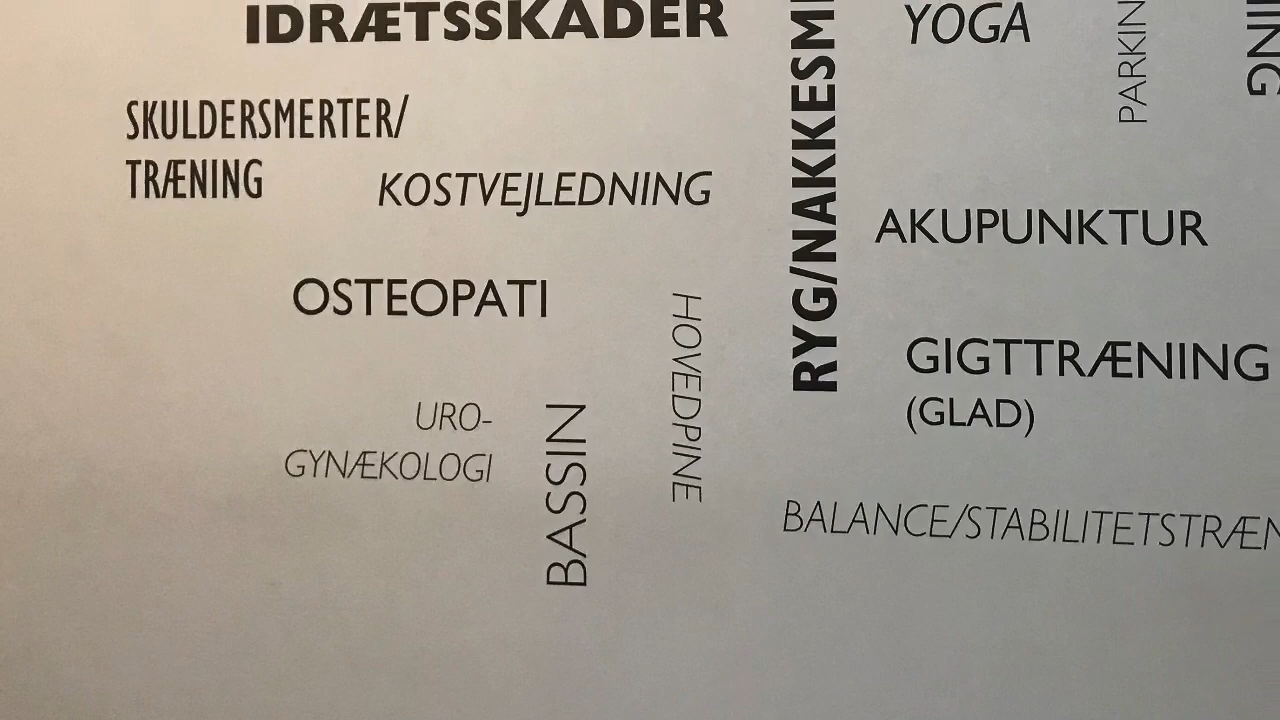 IDRÆTSSKADER
YOGA
SKULDERSMERTER/
TRÆNING
KOSTVEJLEDNING
AKUPUNKTUR
OSTEOPATI
HOVEDPINE
GIGTTRÆNING
(GLAD)
URO-
GYNÆKOLOGI
BASSIN